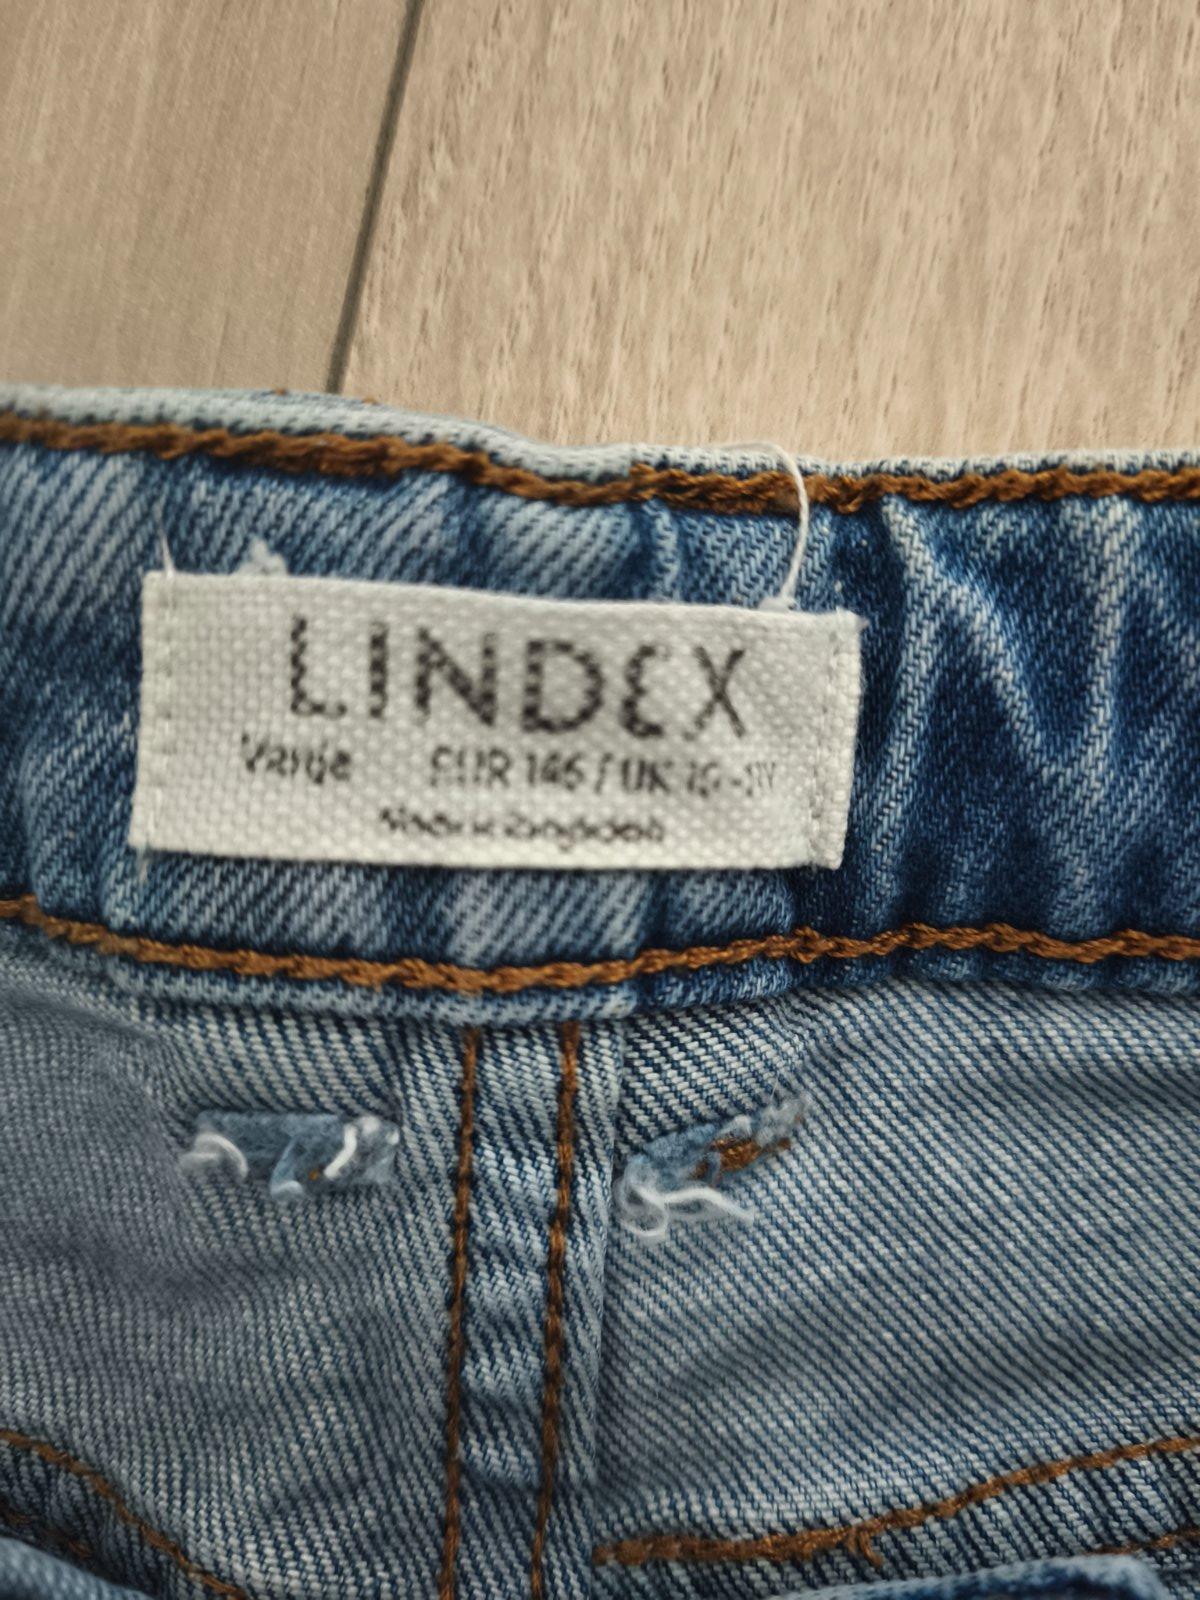 LINDEX
Vanja EUR 146 / UK 10-11Y
Made in Bangladesh